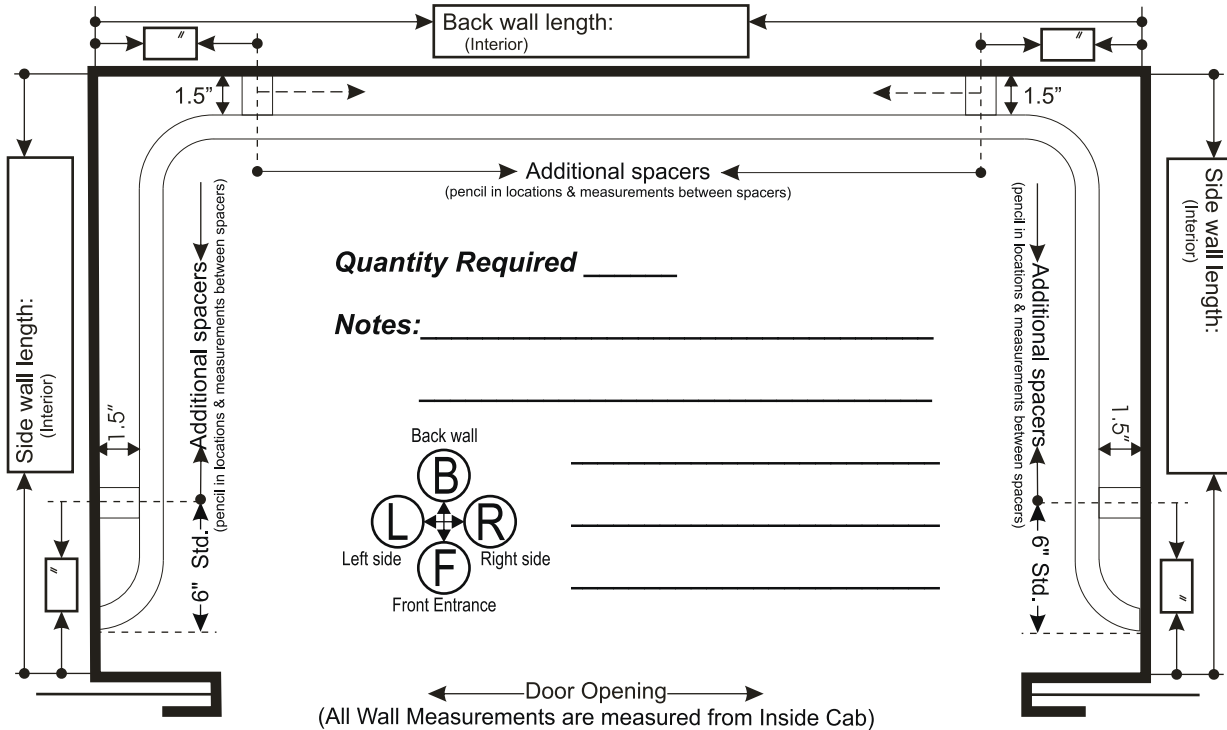 Back wall length:
(Interior)
"
"
1.5”
1.5”
Additional spacers
(pencil in locations & measurements between spacers)
Side wall length:
(Interior)
Additional spacers
(pencil in locations & measurements between spacers)
1.5"
6" Std.
"
Quantity Required ______
Notes:
Back wall
B
L
R
Left side
Right side
F
Front Entrance
Side wall length:
(Interior)
Additional spacers
(pencil in locations & measurements between spacers)
1.5"
6" Std.
"
Door Opening
(All Wall Measurements are measured from Inside Cab)